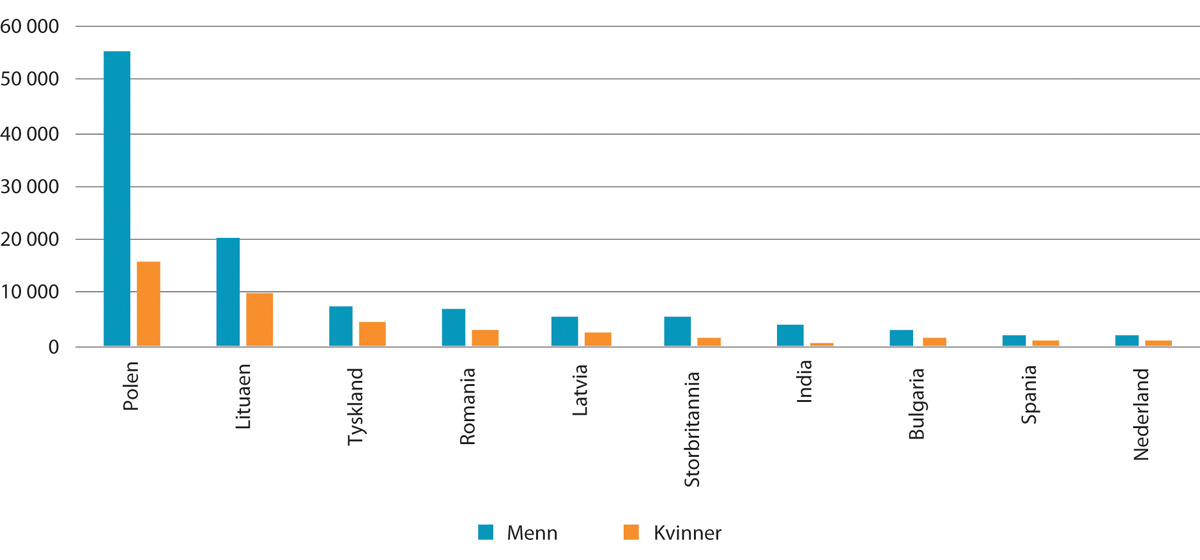 60 000
50 000
40 000
30 000
20 000
10 000
0
Polen
Lituaen
Tyskland
Romania
Latvia
Storbritannia
India
Bulgaria
Spania
Nederland
Menn
Kvinner